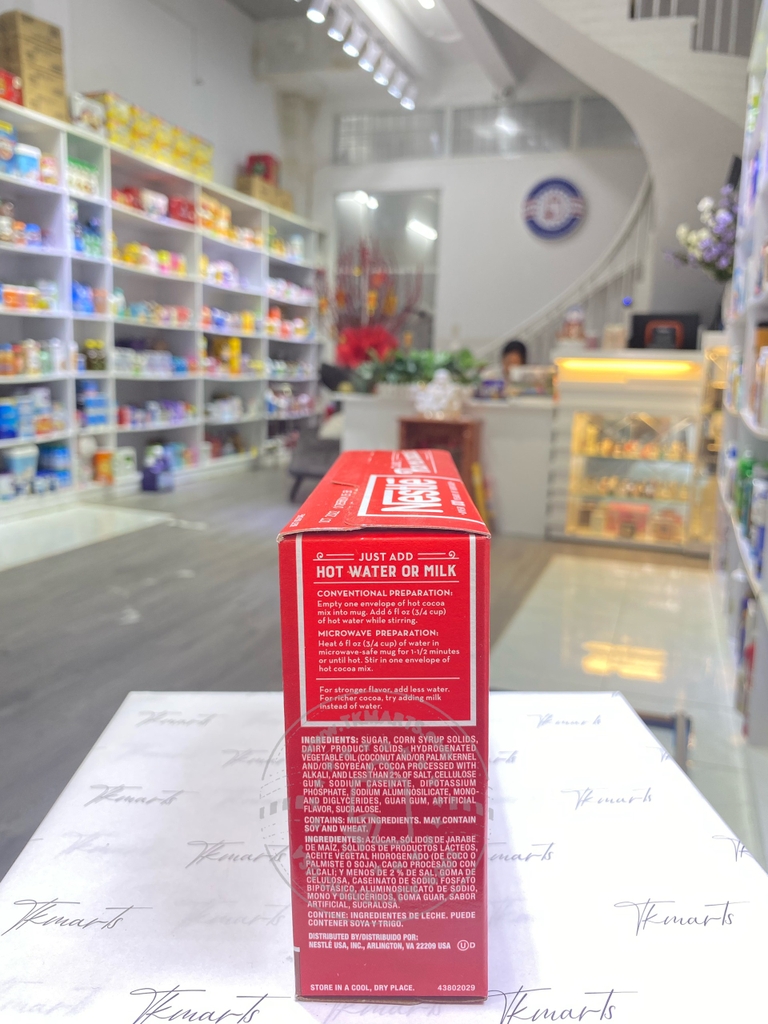 Nestlé
JUST ADD
HOT WATER OR MILK
CONVENTIONAL PREPARATION:
Empty one envelope of hot cocoa
mix into mug. Add 6 fl oz (3/4 cup)
of hot water while stirring.
MICROWAVE PREPARATION:
Heat 6 fl oz (3/4 cup) of water in
microwave-safe mug for 1-1/2 minutes
or until hot. Stir in one envelope of
hot cocoa mix.
For stronger flavor, add less water.
For richer cocoa, try adding milk
instead of water.
WWW.TKMARTS.COM
INGREDIENTS: SUGAR, CORN SYRUP SOLIDS,
DAIRY PRODUCT SOLIDS, HYDROGENATED
VEGETABLE OIL (COCONUT AND/OR PALM KERNEL
AND/OR SOYBEAN), COCOA PROCESSED WITH
ALKALI, AND LESS THAN 2% OF SALT, CELLULOSE
GUM, SODIUM CASEINATE, DIPOTASSIUM
PHOSPHATE, SODIUM ALUMINOSILICATE, MONO-
AND DIGLYCERIDES, GUAR GUM, ARTIFICIAL
FLAVOR, SUCRALOSE.
CONTAINS: MILK INGREDIENTS. MAY CONTAIN
SOY AND WHEAT.
INGREDIENTES: AZÚCAR, SÓLIDOS DE JARABE
DE MAÍZ, SÓLIDOS DE PRODUCTOS LÁCTEOS,
ACEITE VEGETAL HIDROGENADO (DE COCO O
PALMISTE O SOJA), CACAO PROCESADO CON
ALCALI; Y MENOS DE 2 % DE SAL, GOMA DE
CELULOSA, CASEINATO DE SODIO, FOSFATO
BIPOTÁSICO, ALUMINOSILICATO DE SODIO,
MONO Y DIGLICÉRIDOS, GOMA GUAR, SABOR
ARTIFICIAL, SUCRALOSA.
CONTIENE: INGREDIENTES DE LECHE. PUEDE
CONTENER SOYA Y TRIGO.
DISTRIBUTED BY/DISTRIBUIDO POR:
NESTLÉ USA, INC., ARLINGTON, VA 22209 USA Ⓤ D
STORE IN A COOL, DRY PLACE. 43802029
Tkmarts
Tkmarts
Tkmarts
Tkmarts
Tkmarts
Tkmarts
Tkmarts
Tkmarts
Tkmarts